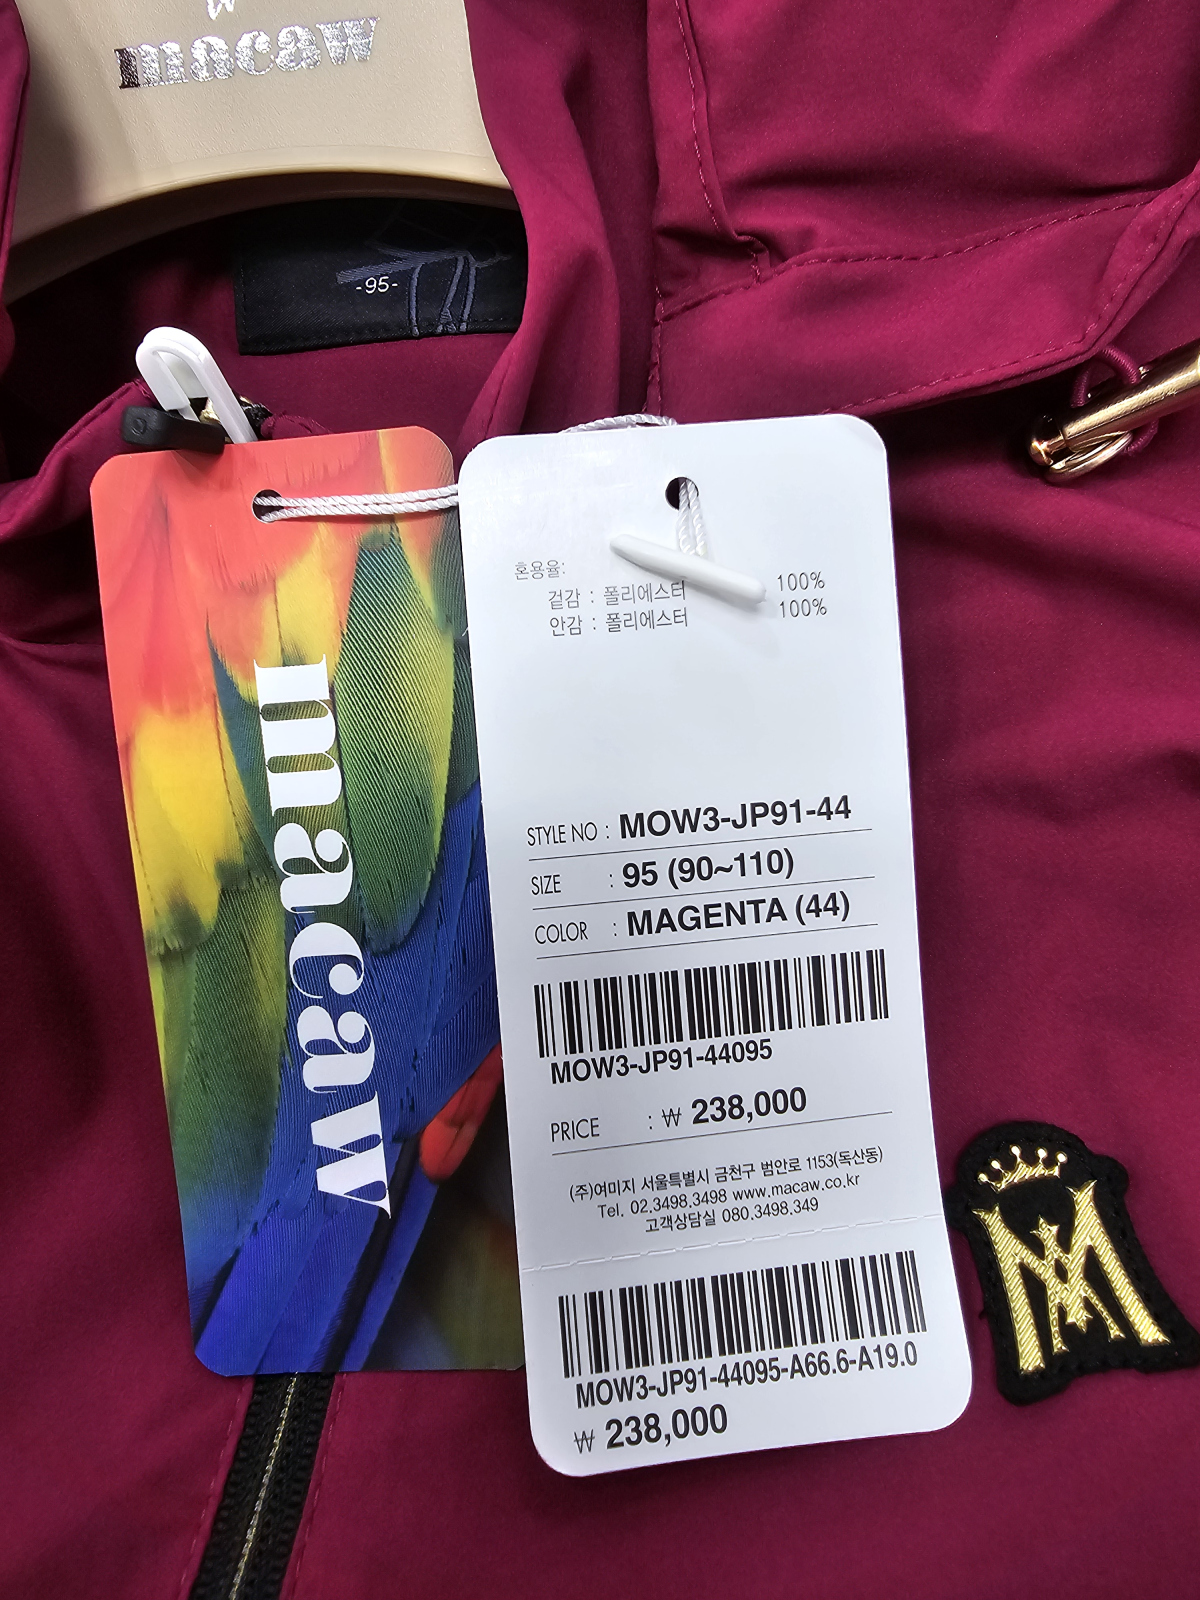 macaw
-95-
macaw
혼용율:
겉감 : 폴리에스터 100%
안감 : 폴리에스터 100%
STYLE NO : MOW3-JP91-44
SIZE : 95 (90~110)
COLOR : MAGENTA (44)
MOW3-JP91-44095
PRICE : ₩ 238,000
(주)여미지 서울특별시 금천구 범안로 1153(독산동)
Tel. 02.3498.3498 www.macaw.co.kr
고객상담실 080.3498.349
MOW3-JP91-44095-A66.6-A19.0
₩ 238,000
M